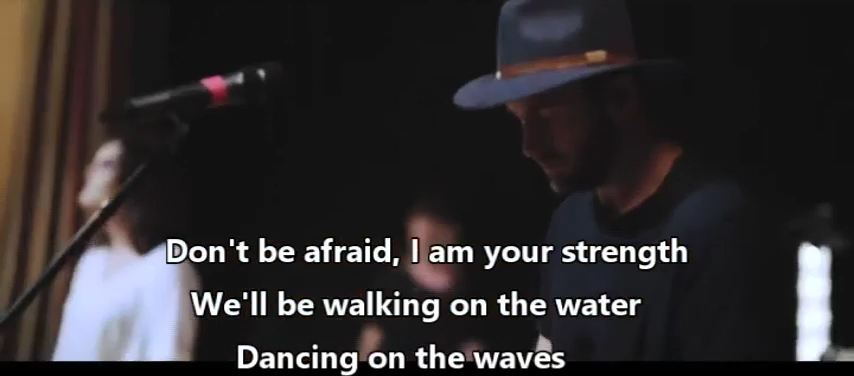 Don't be afraid, I am your strength
We'll be walking on the water
Dancing on the waves